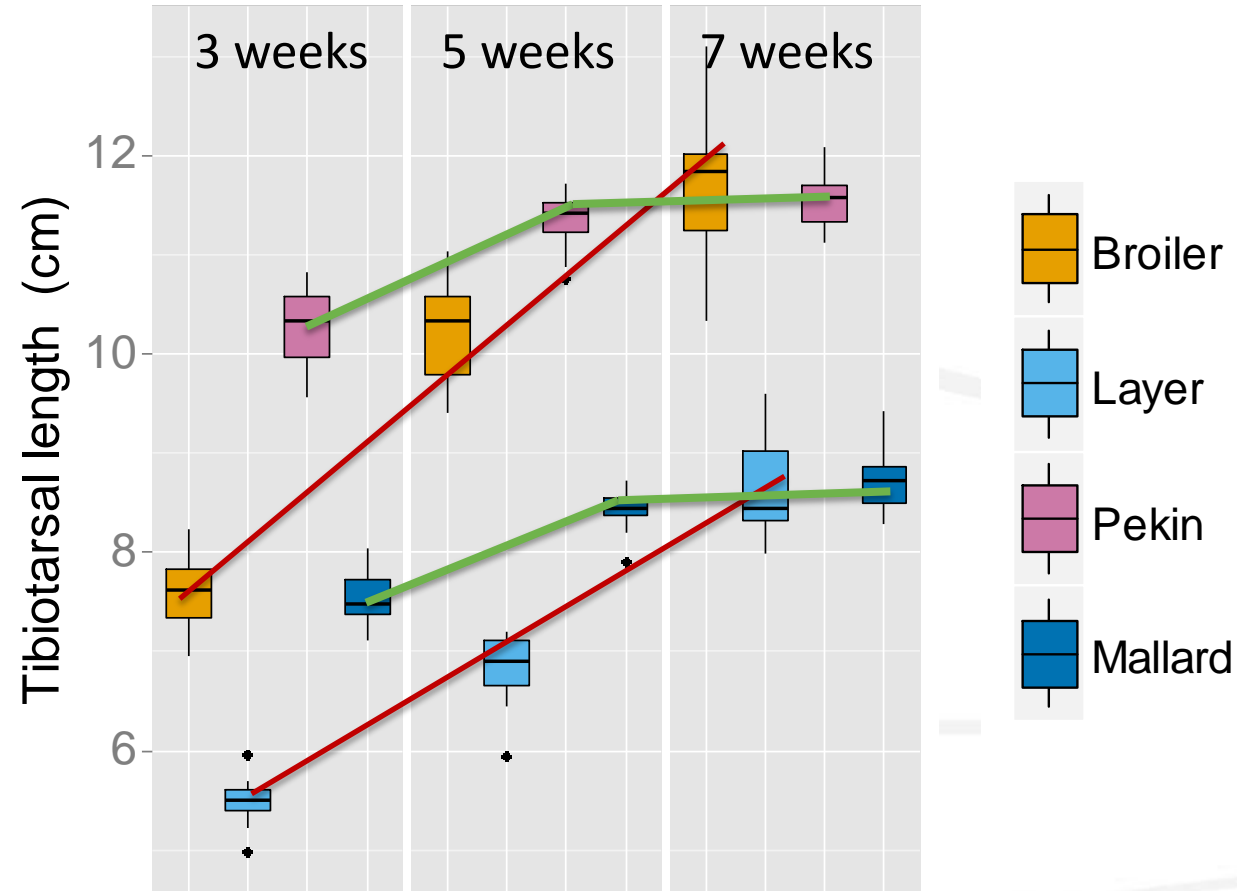 3 weeks
5 weeks
7 weeks
Tibiotarsal length (cm)
12
10
8
6
Broiler
Layer
Pekin
Mallard